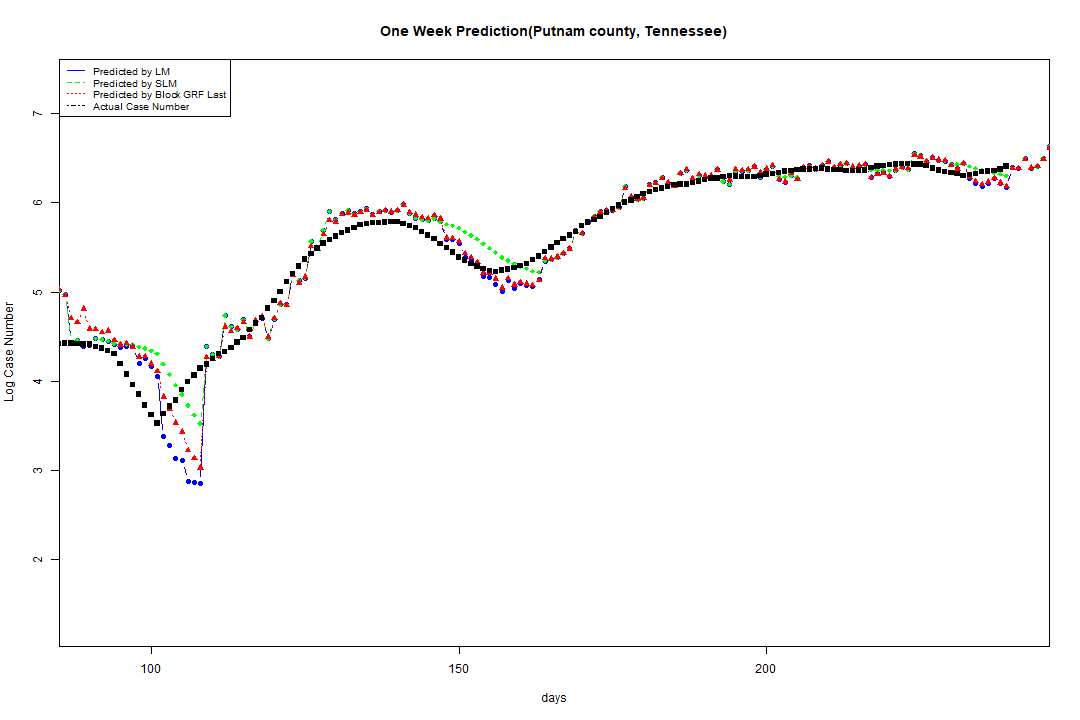 One Week Prediction(Putnam county, Tennessee)
Predicted by LM
Predicted by SLM
Predicted by Block GRF Last
Actual Case Number
Log Case Number
7
6
5
4
3
2
100 150 200
days